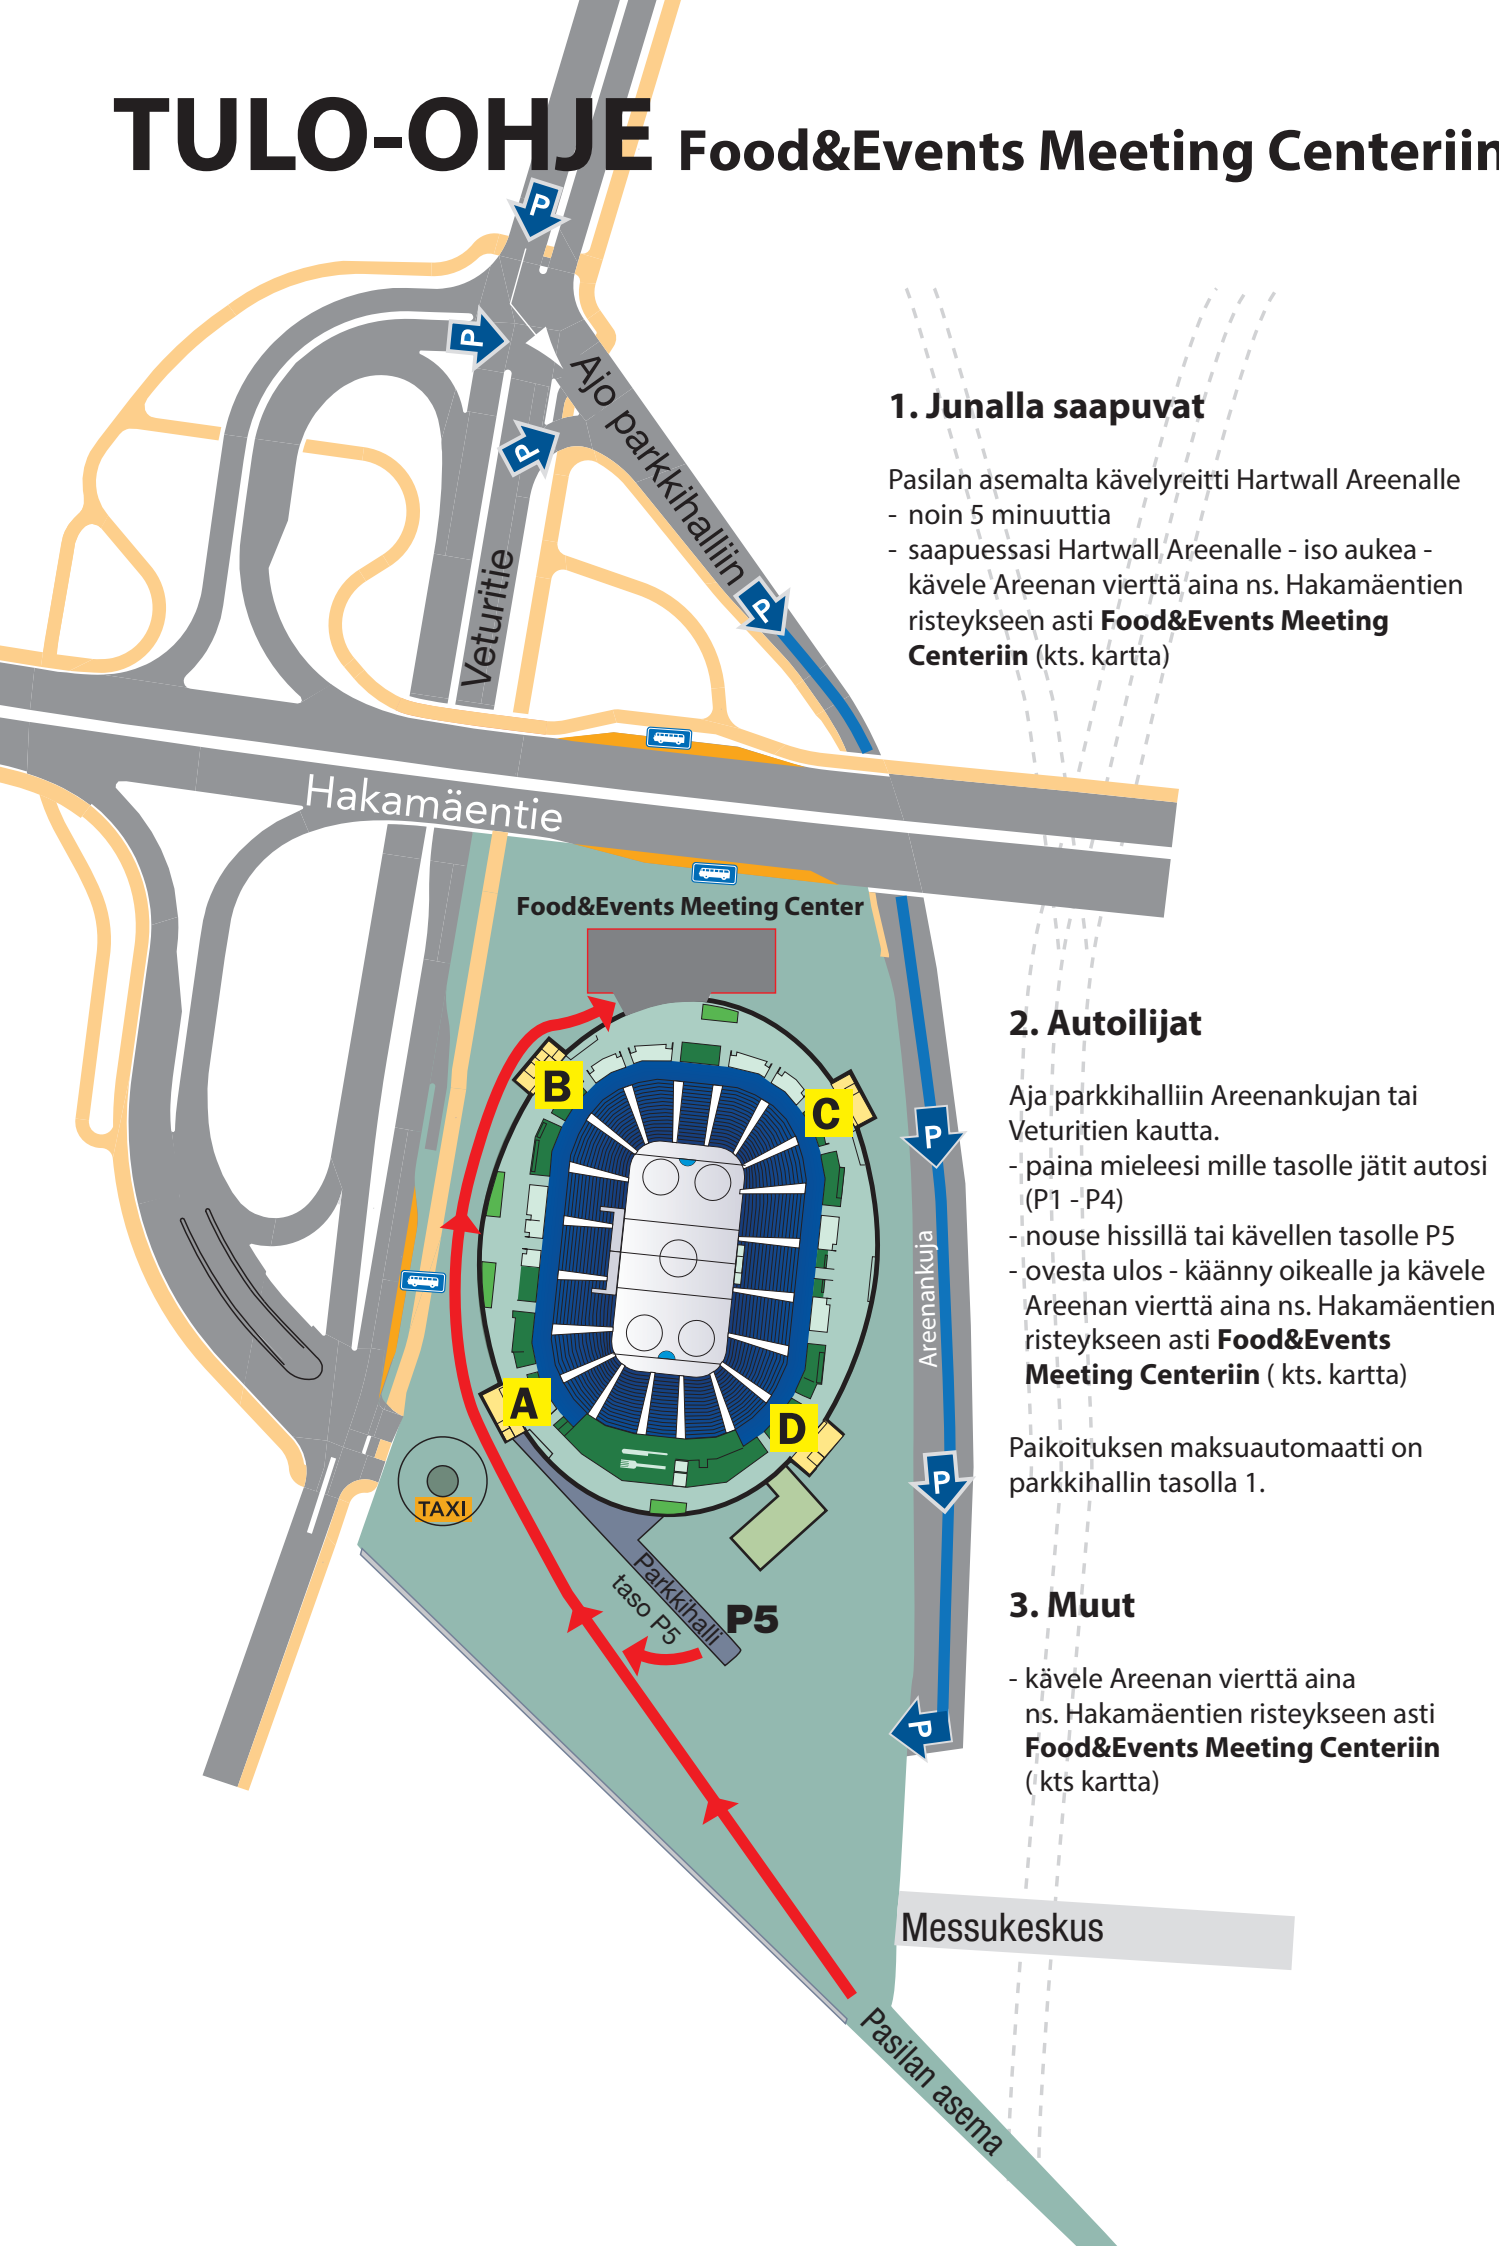 TULO-OHJE Food&Events Meeting Centeriin
P
P
P
Ajo parkkihalliin
P
Veturitie
Hakamäentie
1. Junalla saapuvat
Pasilan asemalta kävelyreitti Hartwall Areenalle
- noin 5 minuuttia
- saapuessasi Hartwall Areenalle - iso aukea -
kävele Areenan vierttä aina ns. Hakamäentien
risteykseen asti Food&Events Meeting
Centeriin (kts. kartta)
Food&Events Meeting Center
B
C
A
D
P
Areenankuja
P
P
TAXI
Parkkihalli
taso P5
P5
2. Autoilijat
Aja parkkihalliin Areenankujan tai
Veturitien kautta.
- paina mieleesi mille tasolle jätit autosi
(P1 - P4)
- nouse hissillä tai kävellen tasolle P5
- ovesta ulos - käänny oikealle ja kävele
Areenan vierttä aina ns. Hakamäentien
risteykseen asti Food&Events
Meeting Centeriin ( kts. kartta)
Paikoituksen maksuautomaatti on
parkkihallin tasolla 1.
3. Muut
- kävele Areenan vierttä aina
ns. Hakamäentien risteykseen asti
Food&Events Meeting Centeriin
( kts kartta)
Messukeskus
Pasilan asema